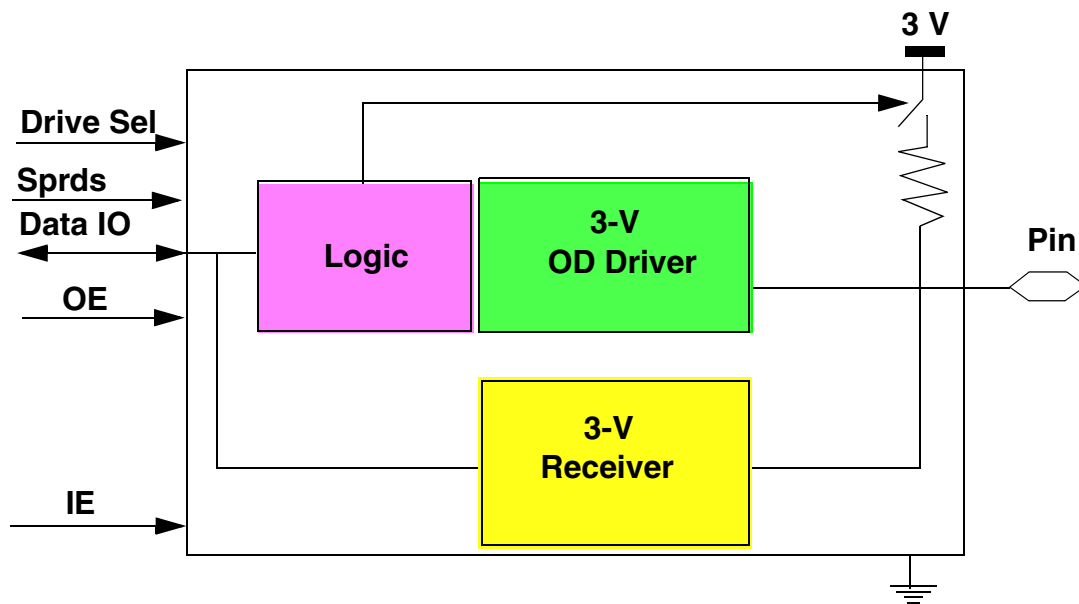 3 V
Drive Sel
Sprds
Data IO
OE
IE
Logic
3-V
OD Driver
3-V
Receiver
Pin